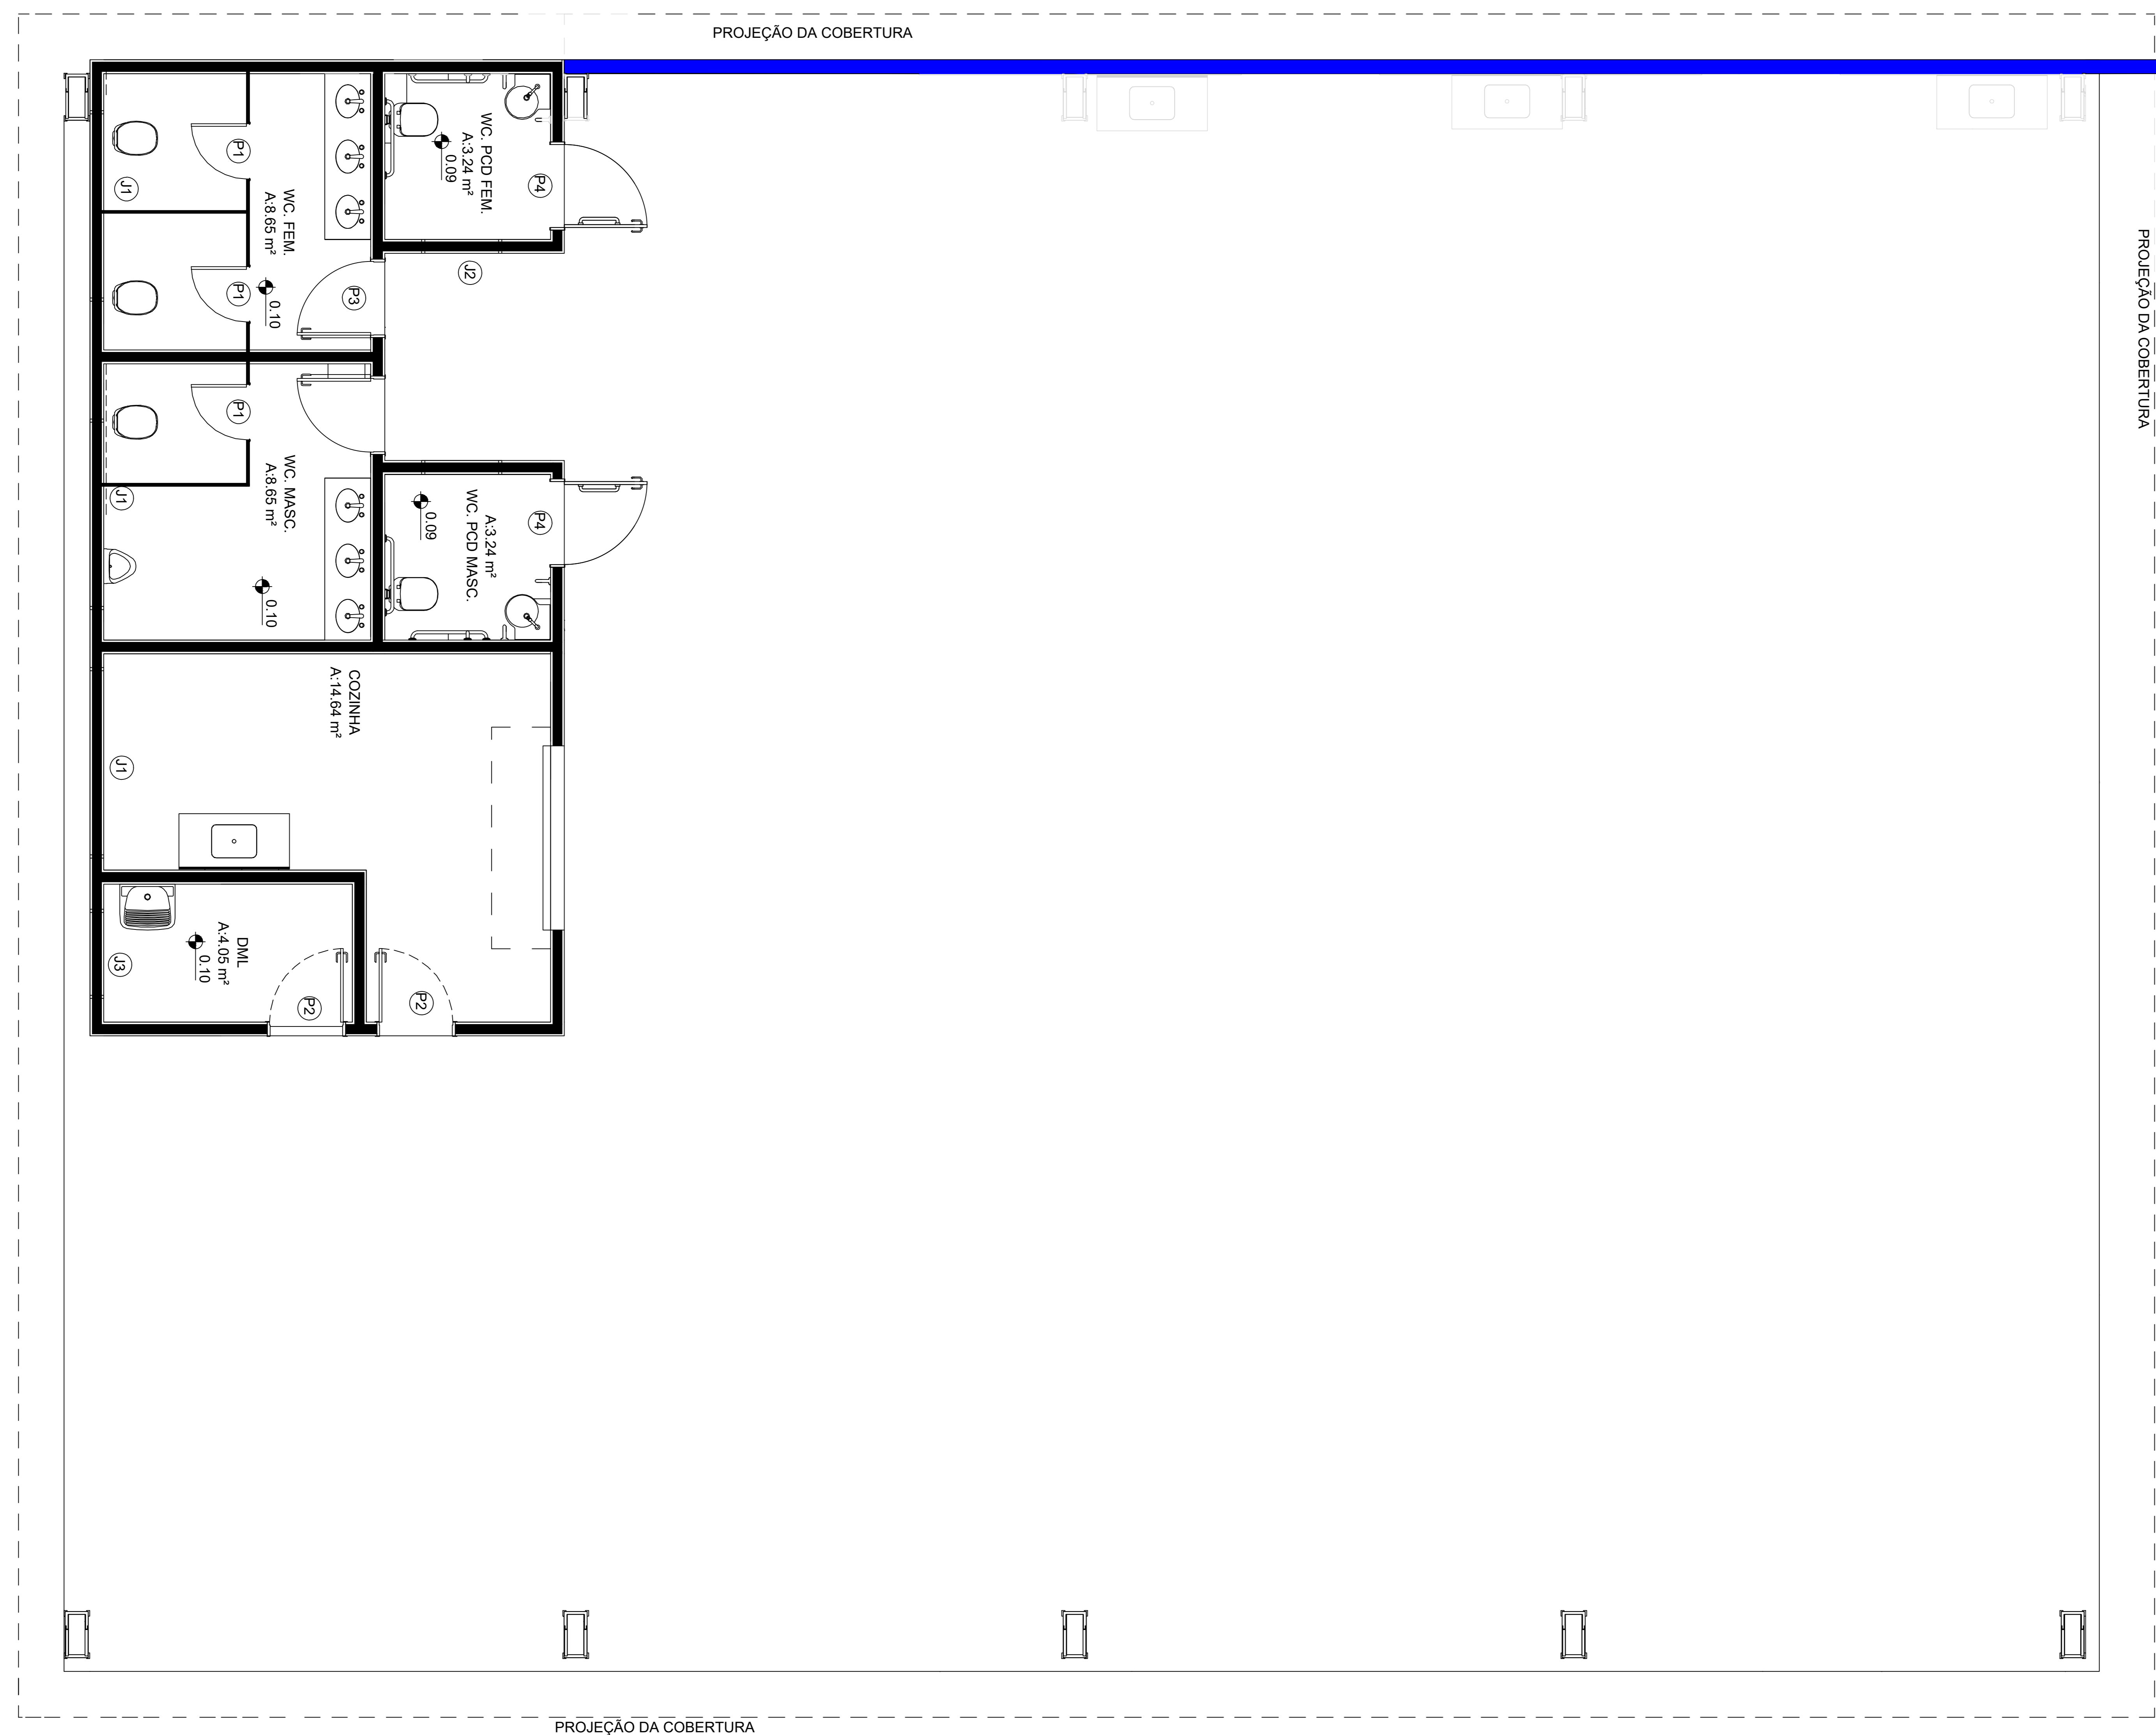 PROJEÇÃO DA COBERTURA
PROJEÇÃO DA COBERTURA
WC. PCD FEM.
A:3.24 m²
0.09
P4
P1
J1
WC. FEM.
A:8.65 m²
0.10
P1
P3
J2
P1
WC. MASC.
A:8.65 m²
J1
0.10
A:3.24 m²
WC. PCD MASC.
0.09
P4
COZINHA
A:14.64 m²
J1
DML
A:4.05 m²
0.10
J3
P2
P2
PROJEÇÃO DA COBERTURA